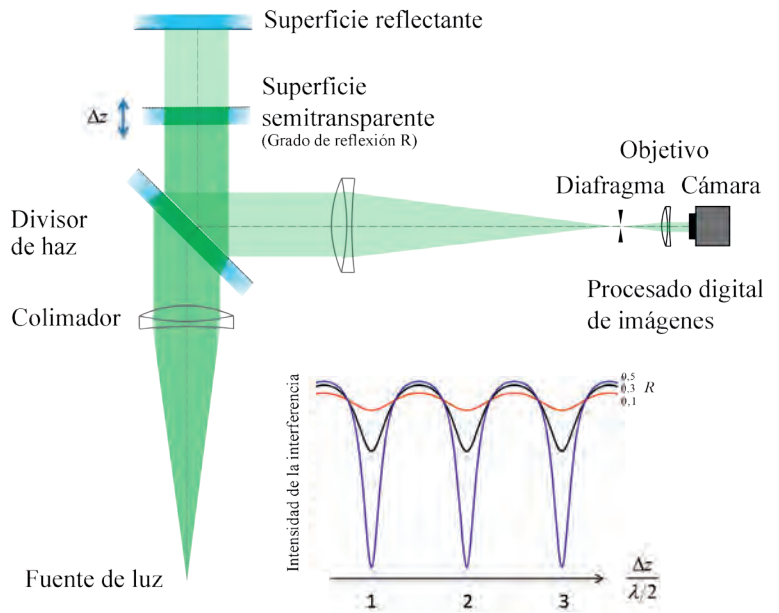 Superficie reflectante
Δz
Superficie
semitransparente
(Grado de reflexión R)
Objetivo
Diafragma
Cámara
Divisor
de haz
Procesado digital
de imágenes
Colimador
Intensidad de la interferencia
0,5
0,3
0,1
R
Δz
λ/2
1
2
3
Fuente de luz